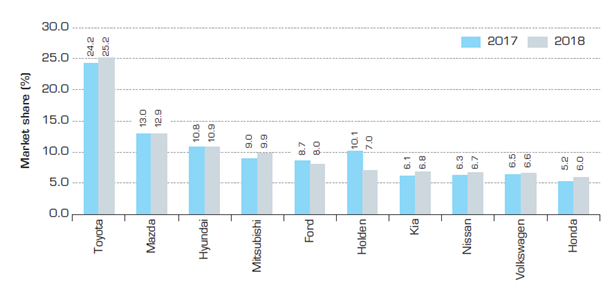 30.0
25.0
20.0
15.0
10.0
5.0
0.0
Market share (%)
2017 2018
24.2 25.2
13.0 12.9
10.8 10.9
9.0 9.9
8.7 8.0
10.1 7.0
6.1 6.8
6.3 6.7
6.5 6.6
5.2 6.0
Toyota
Mazda
Hyundai
Mitsubishi
Ford
Holden
Kia
Nissan
Volkswagen
Honda